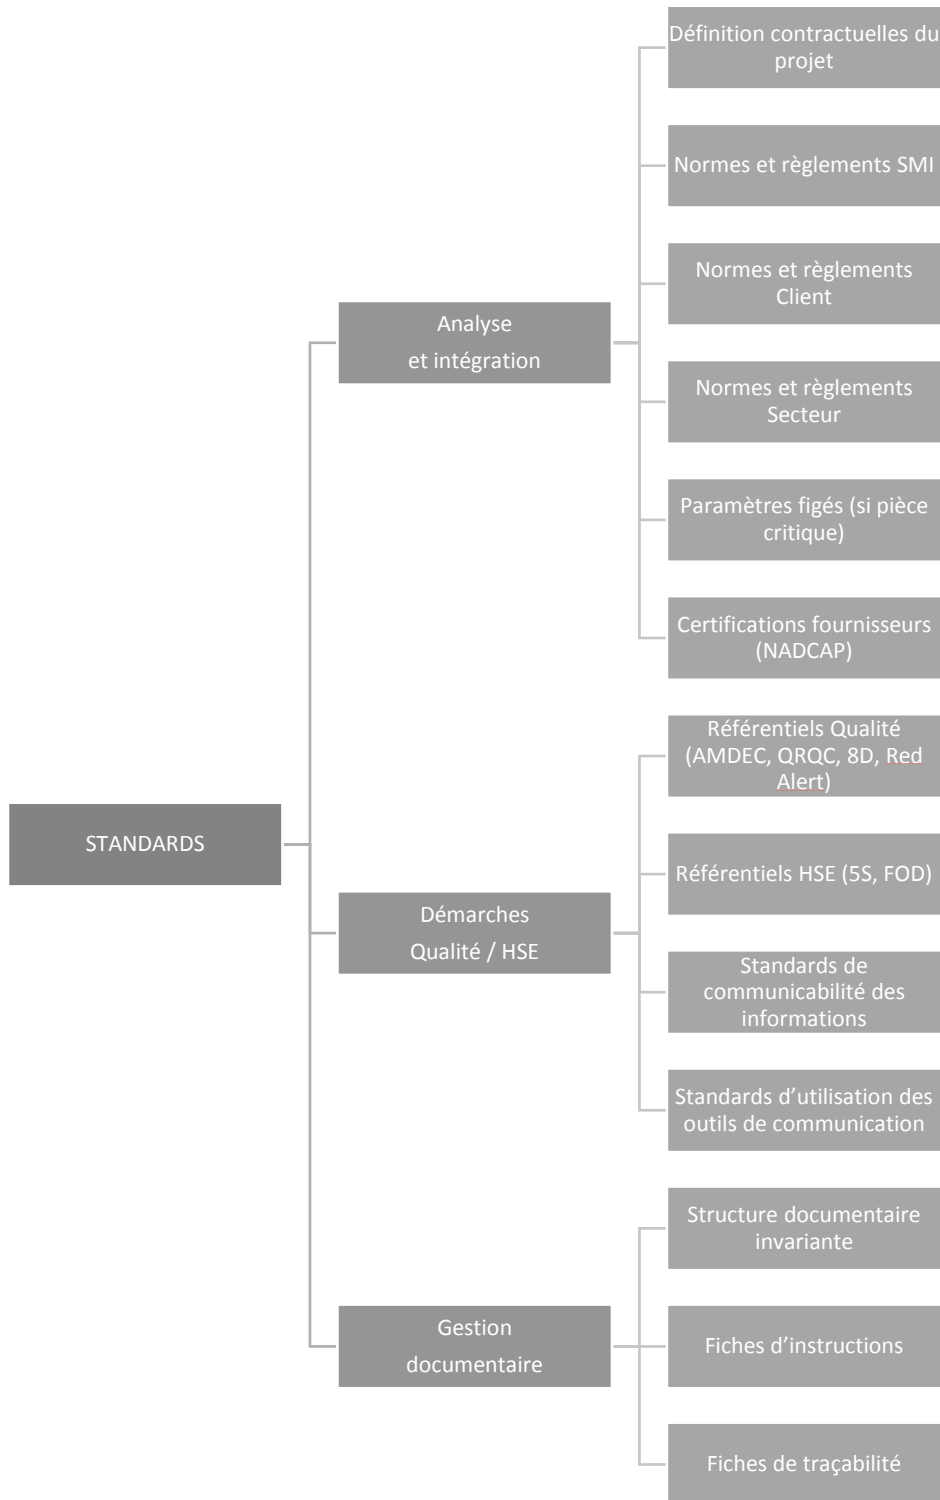 Définition contractuelles du
projet
Normes et règlements SMI
Normes et règlements
Client
Analyse
et intégration
Normes et règlements
Secteur
Paramètres figés (si pièce
critique)
Certifications fournisseurs
(NADCAP)
Référentiels Qualité
(AMDEC, QRQC, 8D, Red
Alert)
STANDARDS
Référentiels HSE (5S, FOD)
Démarches
Qualité / HSE
Standards de
communicabilité des
informations
Standards d’utilisation des
outils de communication
Structure documentaire
invariante
Gestion
documentaire
Fiches d’instructions
Fiches de traçabilité